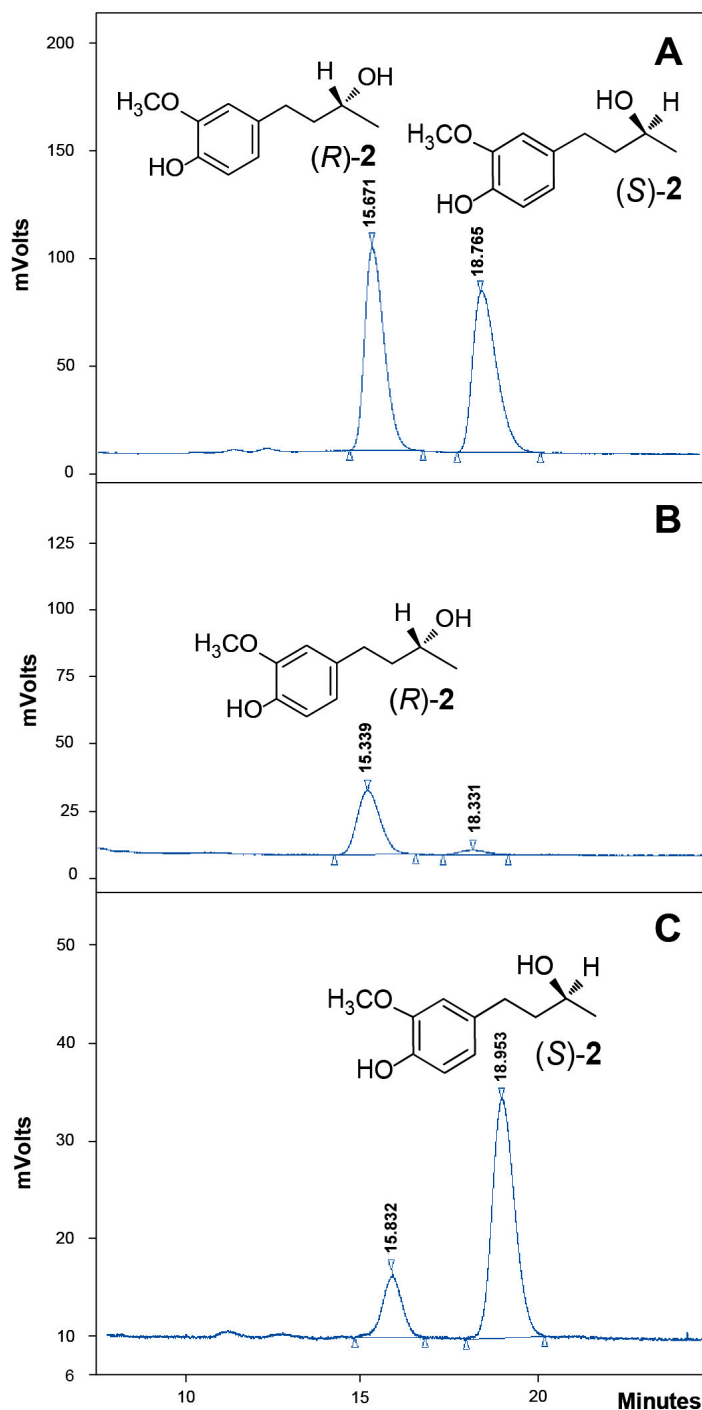 A
200
150
100
50
0
mVolts
H
OH
H₃CO
HO
(R)-2
15.671
HO
H
H₃CO
HO
(S)-2
18.765
B
125
100
75
50
25
0
mVolts
H
OH
H₃CO
HO
(R)-2
15.339
18.331
C
50
40
30
20
10
6
mVolts
HO
H
H₃CO
HO
(S)-2
18.953
15.832
10
15
20
Minutes